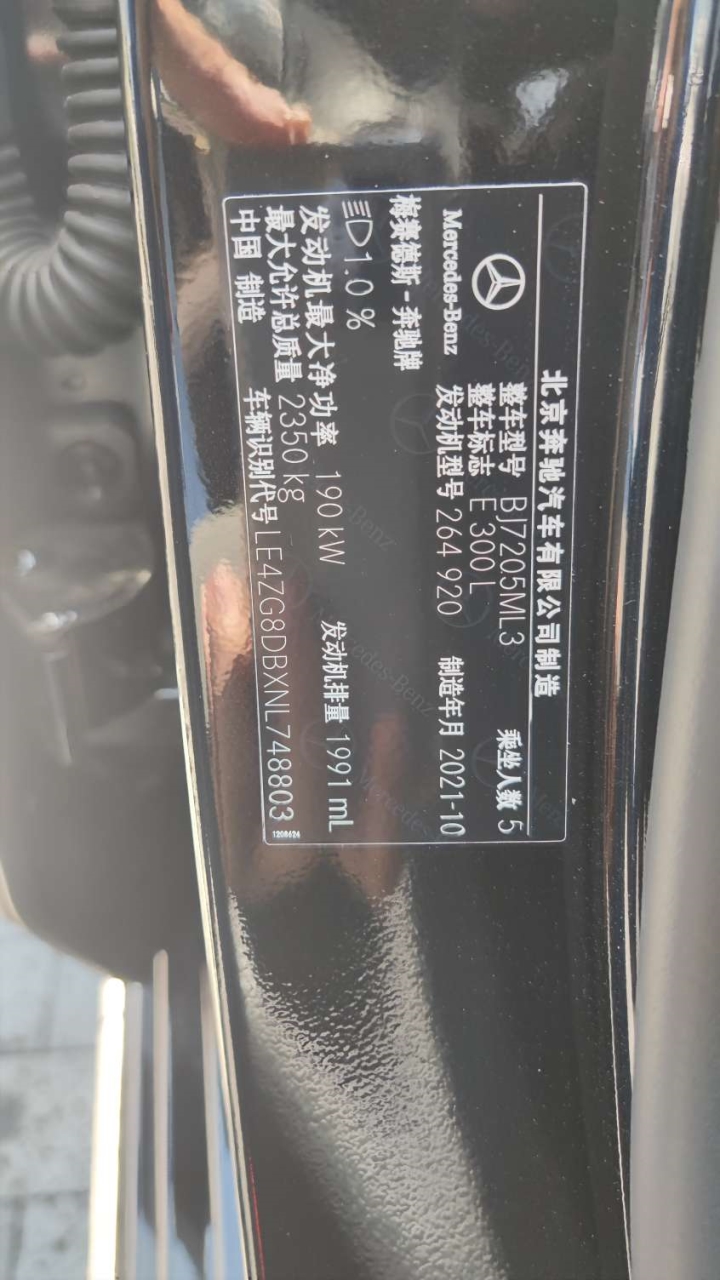 北京奔驰汽车有限公司制造
Mercedes-Benz
梅赛德斯-奔驰牌
整车型号 BJ7205ML3 乘坐人数 5
整车标志 E 300 L
发动机型号 264 920 制造年月 2021-10
1.0 %
发动机最大净功率 190 kW 发动机排量 1991 mL
最大允许总质量 2350 kg
中国 制造 车辆识别代号 LE4ZG8DBXNL748803
1208624